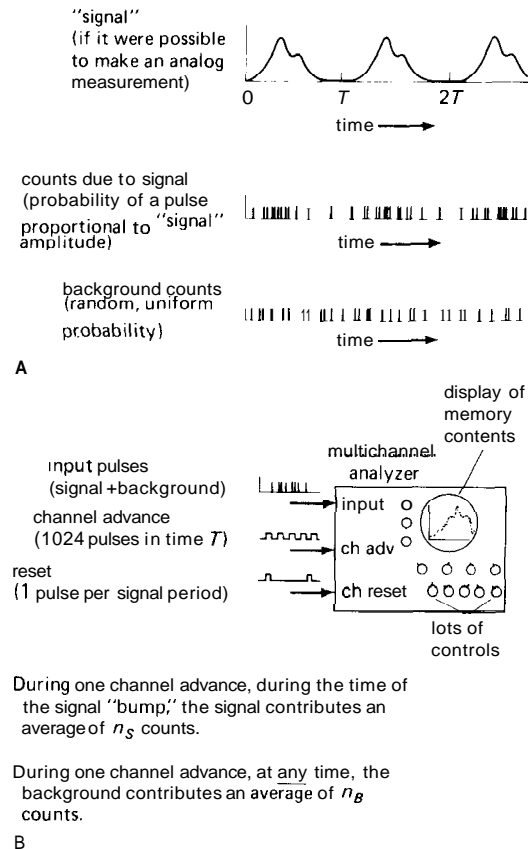 "signal"
(if it were possible
to make an analog
measurement)
0 T 2T
time
counts due to signal
(probability of a pulse
proportional to "signal"
amplitude)
time
background counts
(random, uniform
probability)
time
A
display of
memory
contents
multichannel
analyzer
input pulses
(signal + background)
input
channel advance
(1024 pulses in time T)
ch adv
reset
(1 pulse per signal period)
ch reset
lots of
controls
During one channel advance, during the time of
the signal "bump," the signal contributes an
average of nS counts.
During one channel advance, at any time, the
background contributes an average of nB
counts.
B